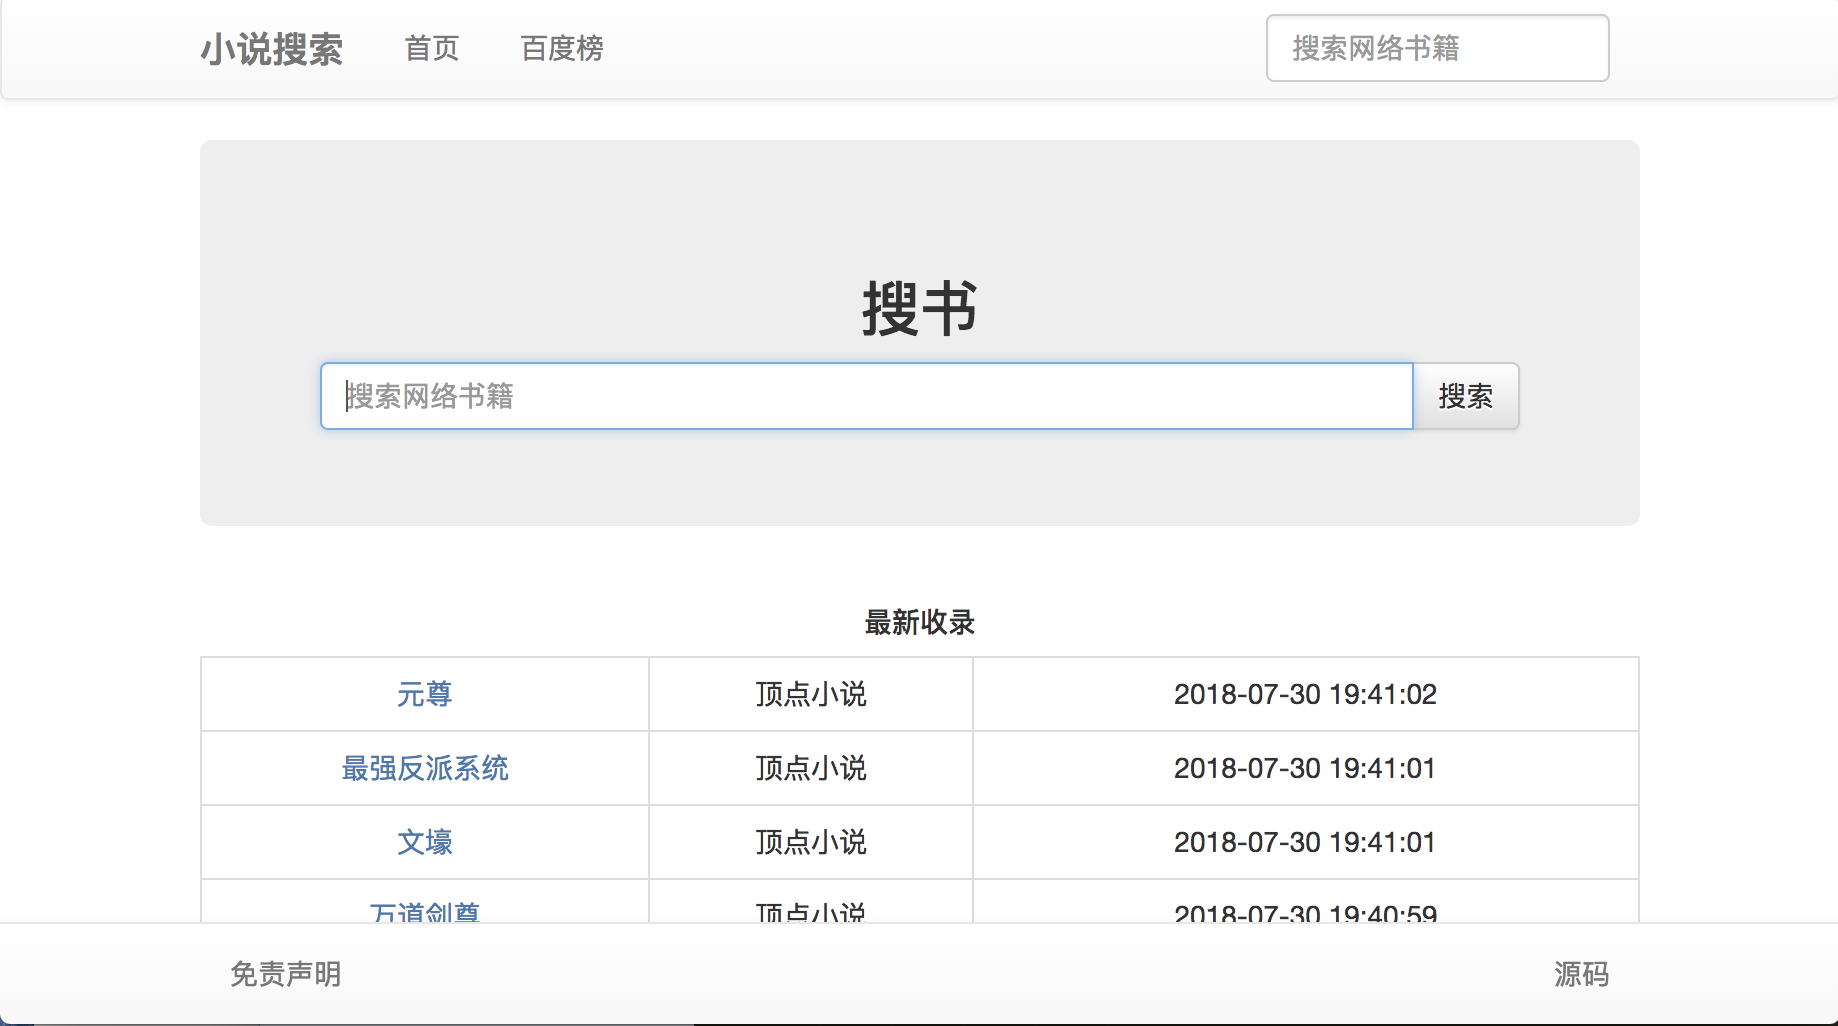 小说搜索 首页 百度榜 搜索网络书籍
搜书
搜索网络书籍 搜索
最新收录
元尊 顶点小说 2018-07-30 19:41:02
最强反派系统 顶点小说 2018-07-30 19:41:01
文壕 顶点小说 2018-07-30 19:41:01
万道剑尊 顶点小说 2018-07-30 19:40:59
免责声明 源码